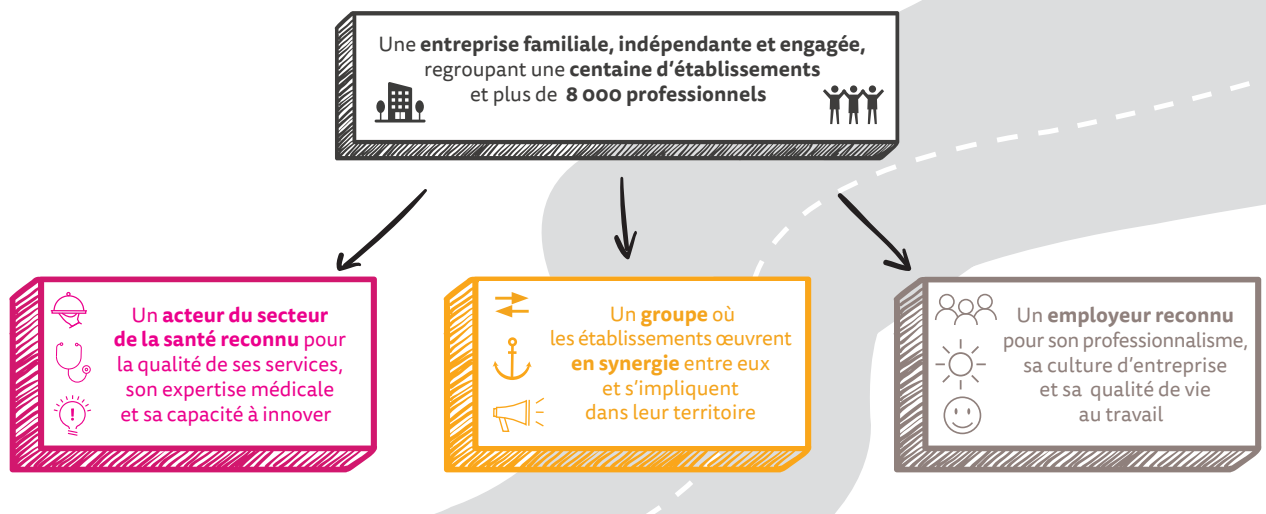 Une entreprise familiale, indépendante et engagée,
regroupant une centaine d'établissements
et plus de 8 000 professionnels
Un acteur du secteur
de la santé reconnu pour
la qualité de ses services,
son expertise médicale
et sa capacité à innover
Un groupe où
les établissements œuvrent
en synergie entre eux
et s'impliquent
dans leur territoire
Un employeur reconnu
pour son professionnalisme,
sa culture d'entreprise
et sa qualité de vie
au travail